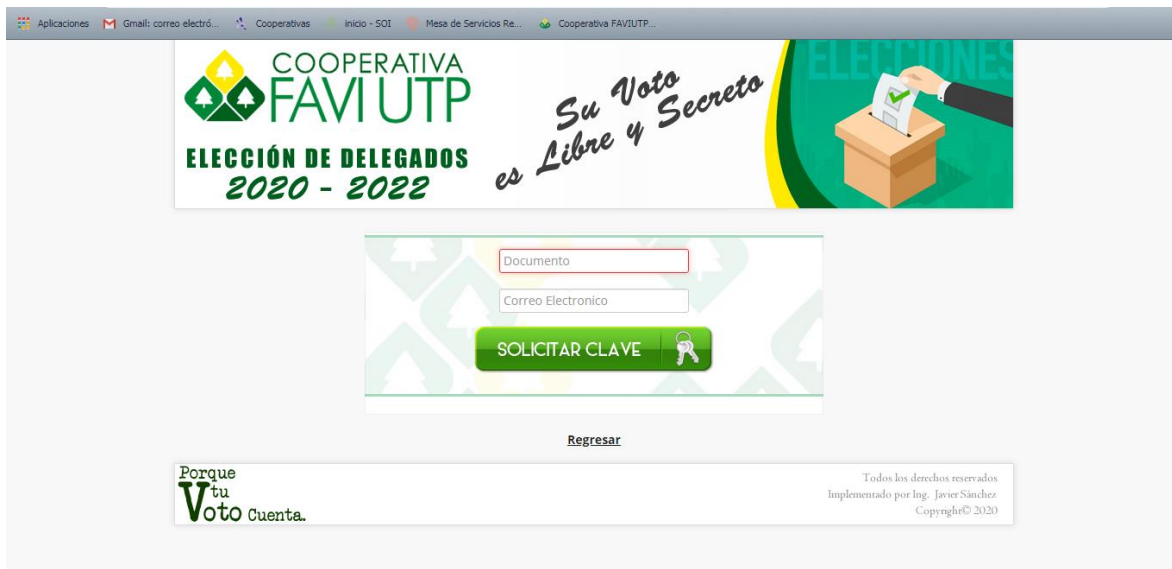 Aplicaciones Gmail: correo electró... Cooperativas inicio - SOI Mesa de Servicios Re... Cooperativa FAVIUTP...
COOPERATIVA
FAVI UTP
ELECCIÓN DE DELEGADOS
2020 - 2022
Su Voto
es Libre y Secreto
ELECCIONES
Documento
Correo Electronico
SOLICITAR CLAVE
Regresar
Porque
tu
Voto Cuenta.
Todos los derechos reservados
Implementado por Ing. Javier Sánchez
Copyright© 2020